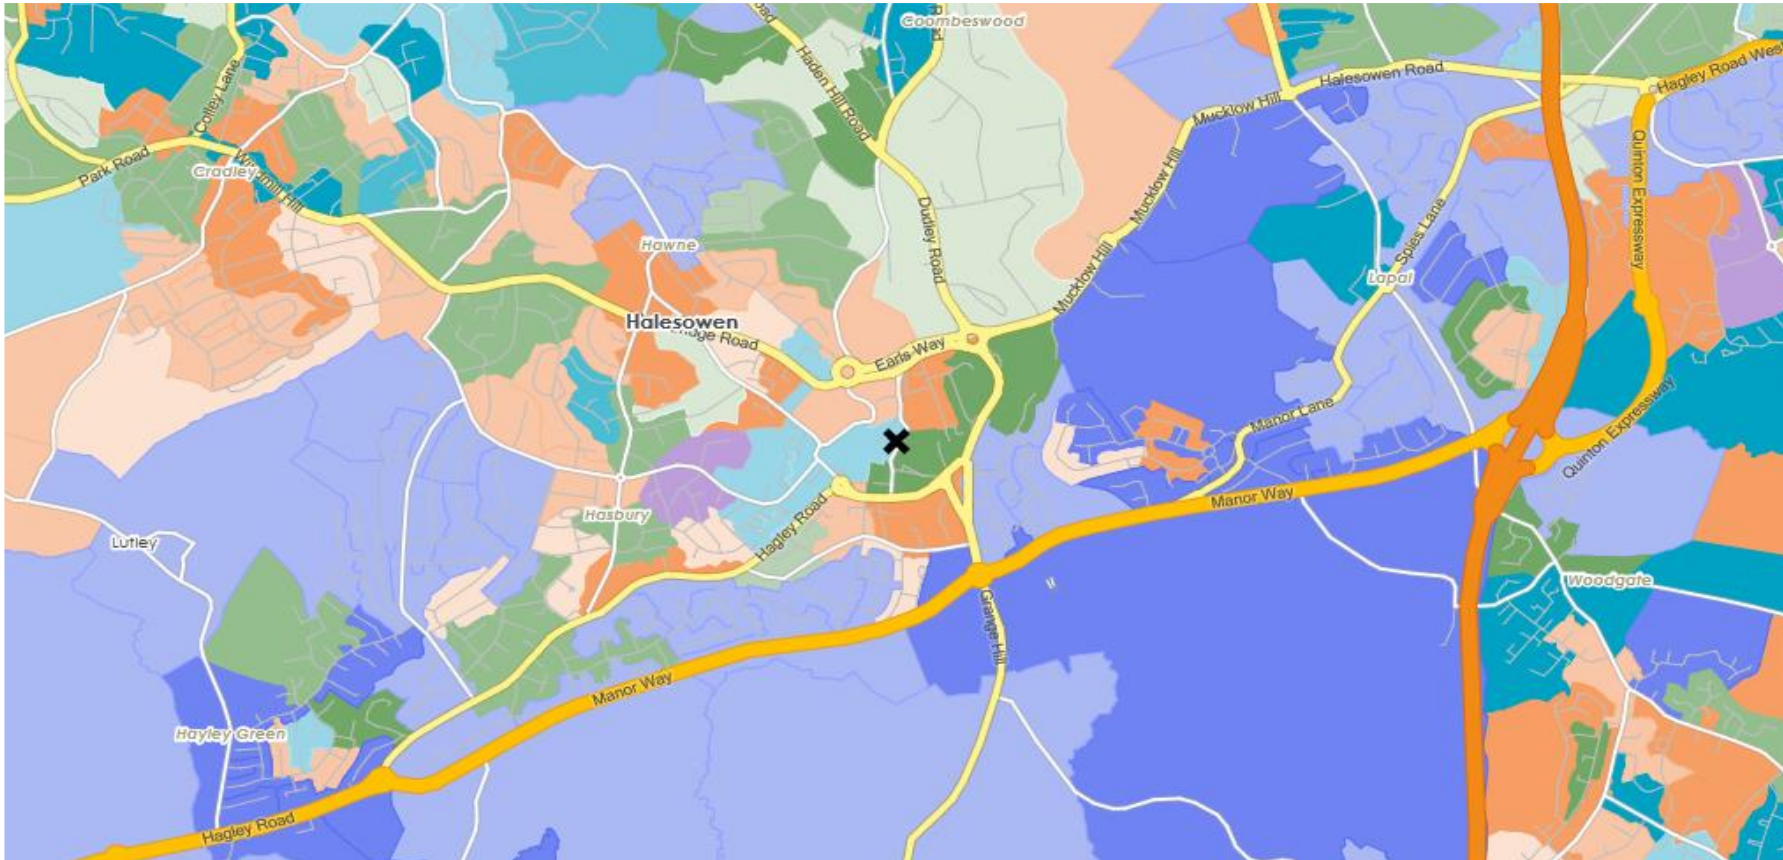 Coombeswood
Halesowen Road
Hagley Road West
Haden Hill Road
Colley Lane
Mucklow Hill
Park Road
Cradley
Mucklow Hill
Quinton Expressway
Dudley Road
Spies Lane
Hawne
Mucklow Hill
Lapal
Halesowen
Road
Earls Way
Manor Lane
Quinton Expressway
Manor Way
Hagley Road
Hasbury
Lutley
Woodgate
Grange Hill
Manor Way
Hayley Green
Hagley Road